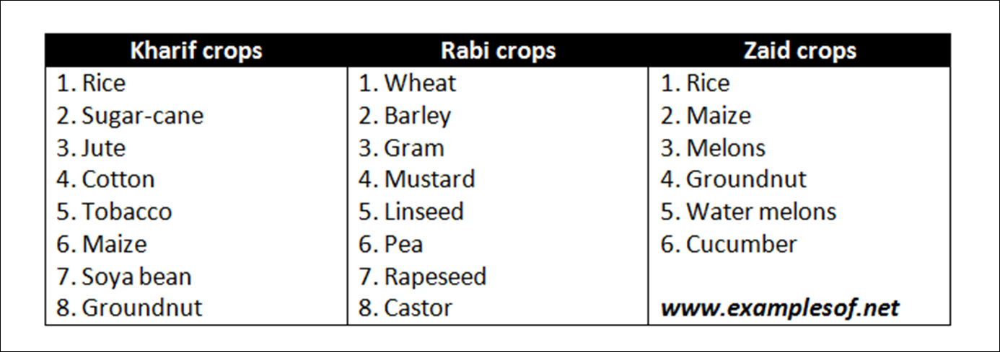 Kharif crops
Rabi crops
Zaid crops
1. Rice
2. Sugar-cane
3. Jute
4. Cotton
5. Tobacco
6. Maize
7. Soya bean
8. Groundnut
1. Wheat
2. Barley
3. Gram
4. Mustard
5. Linseed
6. Pea
7. Rapeseed
8. Castor
1. Rice
2. Maize
3. Melons
4. Groundnut
5. Water melons
6. Cucumber
www.examplesof.net